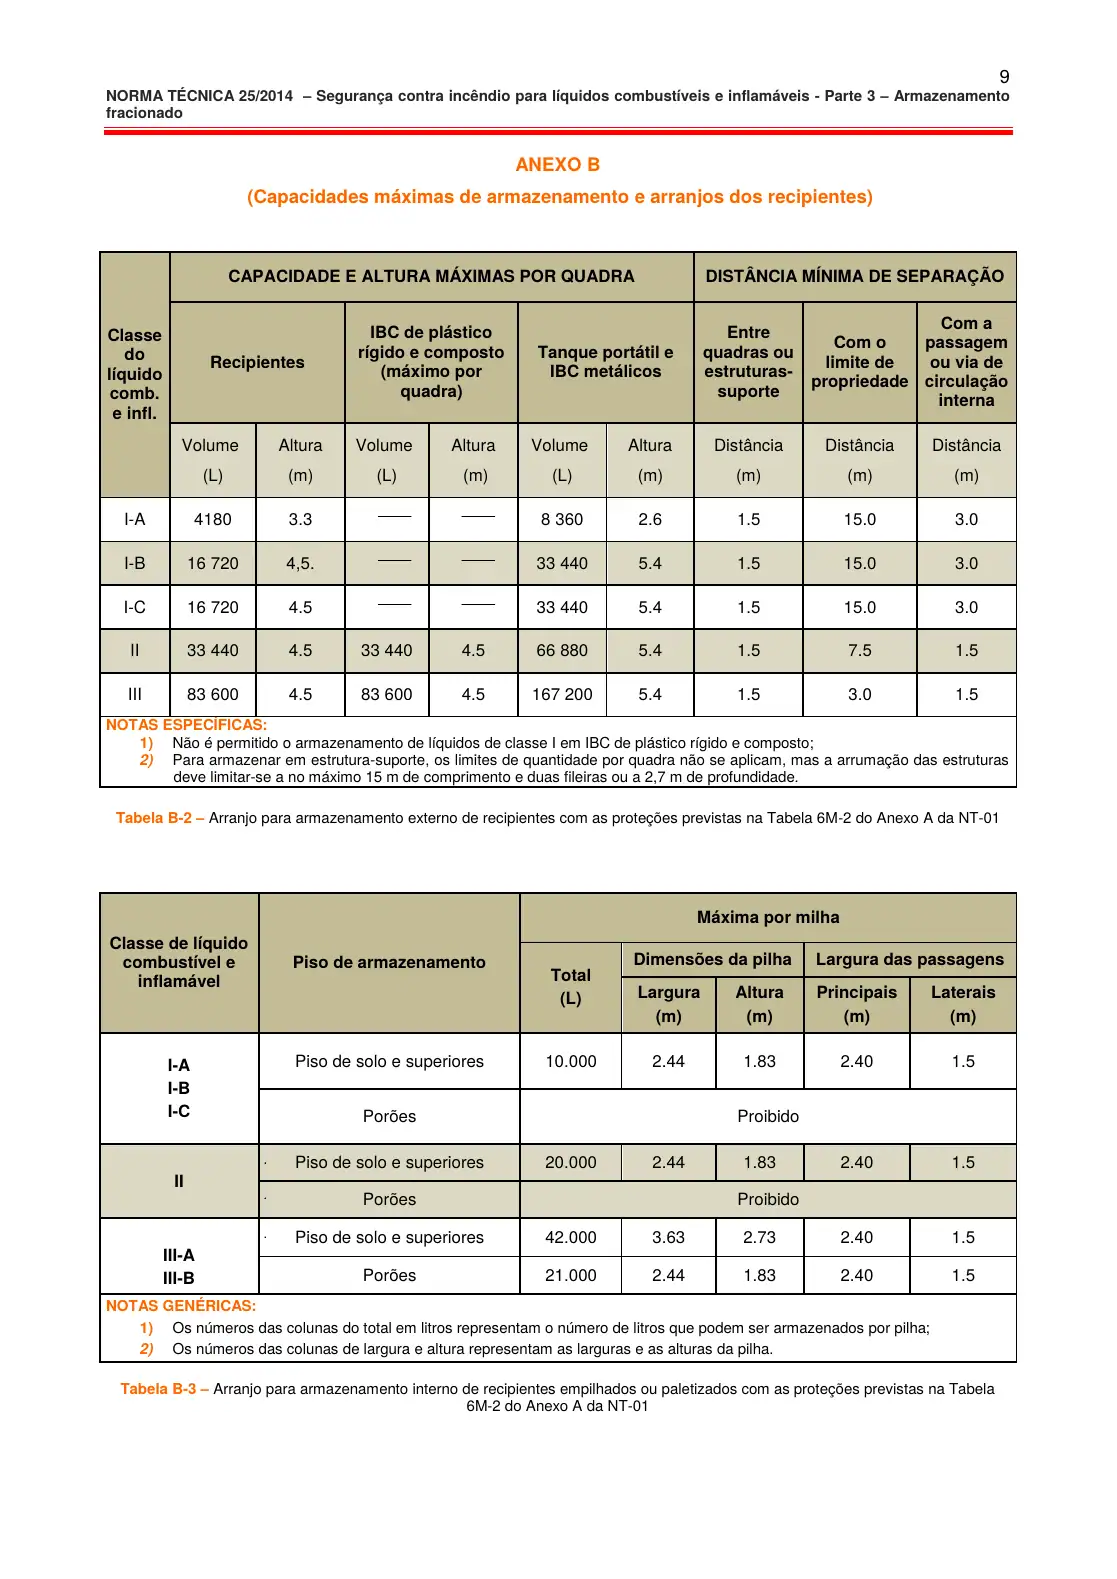 9
NORMA TÉCNICA 25/2014 – Segurança contra incêndio para líquidos combustíveis e inflamáveis - Parte 3 – Armazenamento
fracionado
ANEXO B
(Capacidades máximas de armazenamento e arranjos dos recipientes)
Classe do líquido comb. e infl.
CAPACIDADE E ALTURA MÁXIMAS POR QUADRA DISTÂNCIA MÍNIMA DE SEPARAÇÃO
Recipientes
IBC de plástico rígido e composto (máximo por quadra)
Tanque portátil e IBC metálicos
Entre quadras ou estruturas-suporte
Com o limite de propriedade
Com a passagem ou via de circulação interna
Volume Altura Volume Altura Volume Altura Distância Distância Distância
(L) (m) (L) (m) (L) (m) (m) (m) (m)
I-A 4180 3.3 —— —— 8 360 2.6 1.5 15.0 3.0
I-B 16 720 4,5. —— —— 33 440 5.4 1.5 15.0 3.0
I-C 16 720 4.5 —— —— 33 440 5.4 1.5 15.0 3.0
II 33 440 4.5 33 440 4.5 66 880 5.4 1.5 7.5 1.5
III 83 600 4.5 83 600 4.5 167 200 5.4 1.5 3.0 1.5
NOTAS ESPECÍFICAS:
1) Não é permitido o armazenamento de líquidos de classe I em IBC de plástico rígido e composto;
2) Para armazenar em estrutura-suporte, os limites de quantidade por quadra não se aplicam, mas a arrumação das estruturas
deve limitar-se a no máximo 15 m de comprimento e duas fileiras ou a 2,7 m de profundidade.
Tabela B-2 – Arranjo para armazenamento externo de recipientes com as proteções previstas na Tabela 6M-2 do Anexo A da NT-01
Classe de líquido combustível e inflamável
Piso de armazenamento
Máxima por milha
Total (L)
Dimensões da pilha Largura das passagens
Largura Altura Principais Laterais
(m) (m) (m) (m)
I-A
I-B
I-C
Piso de solo e superiores 10.000 2.44 1.83 2.40 1.5
Porões Proibido
II
. Piso de solo e superiores 20.000 2.44 1.83 2.40 1.5
. Porões Proibido
III-A
III-B
. Piso de solo e superiores 42.000 3.63 2.73 2.40 1.5
Porões 21.000 2.44 1.83 2.40 1.5
NOTAS GENÉRICAS:
1) Os números das colunas do total em litros representam o número de litros que podem ser armazenados por pilha;
2) Os números das colunas de largura e altura representam as larguras e as alturas da pilha.
Tabela B-3 – Arranjo para armazenamento interno de recipientes empilhados ou paletizados com as proteções previstas na Tabela
6M-2 do Anexo A da NT-01